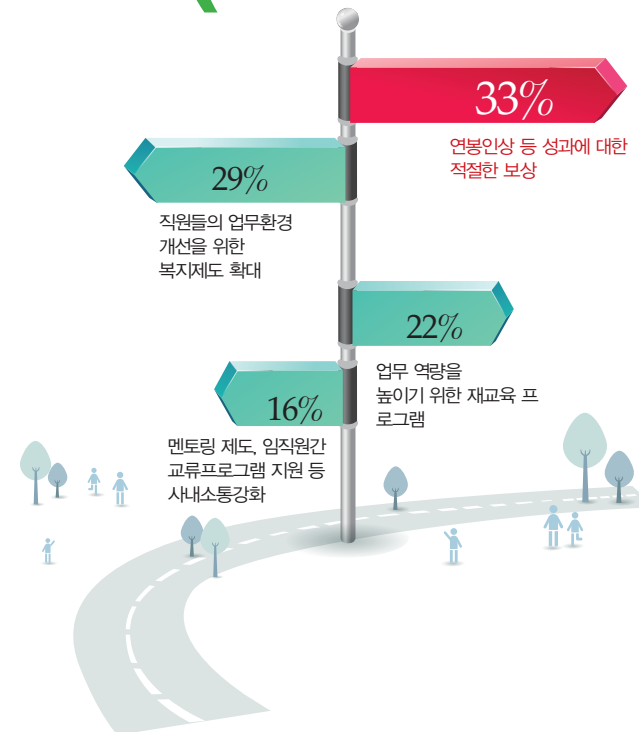 33%
연봉인상 등 성과에 대한
적절한 보상
29%
직원들의 업무환경
개선을 위한
복지제도 확대
22%
업무 역량을
높이기 위한 재교육 프
로그램
16%
멘토링 제도, 임직원간
교류프로그램 지원 등
사내소통강화